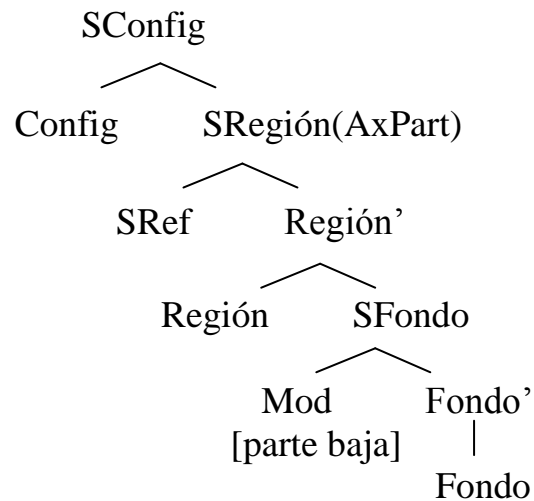 SConfig
Config SRegión(AxPart)
SRef Región’
Región SFondo
Mod Fondo’
[parte baja]
Fondo